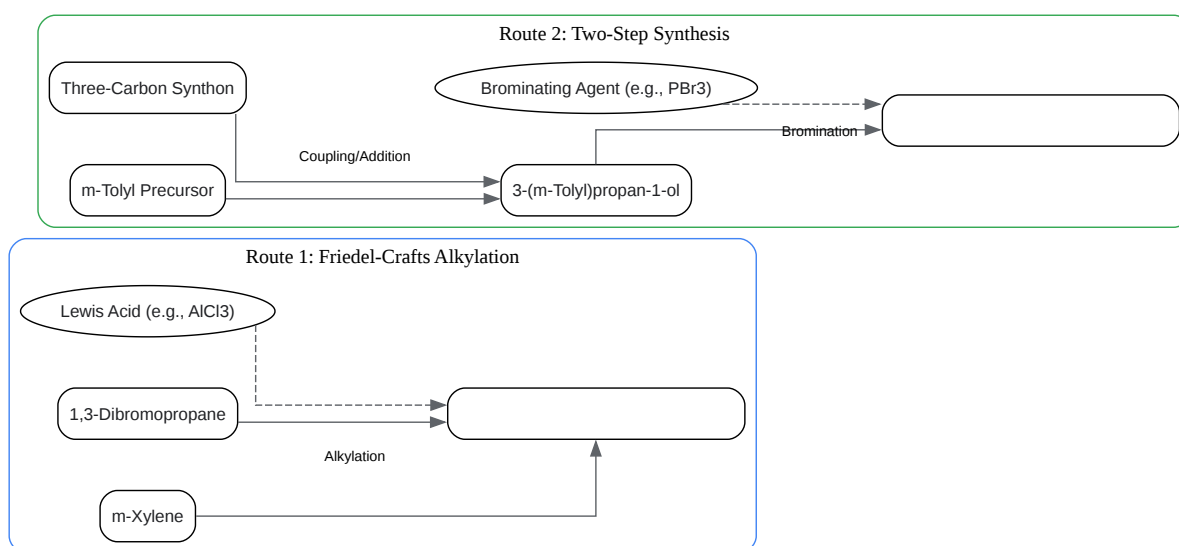 Route 2: Two-Step Synthesis
Three-Carbon Synthon
Brominating Agent (e.g., PBr3)
Bromination
Coupling/Addition
m-Tolyl Precursor
3-(m-Tolyl)propan-1-ol
Route 1: Friedel-Crafts Alkylation
Lewis Acid (e.g., AlCl3)
1,3-Dibromopropane
Alkylation
m-Xylene